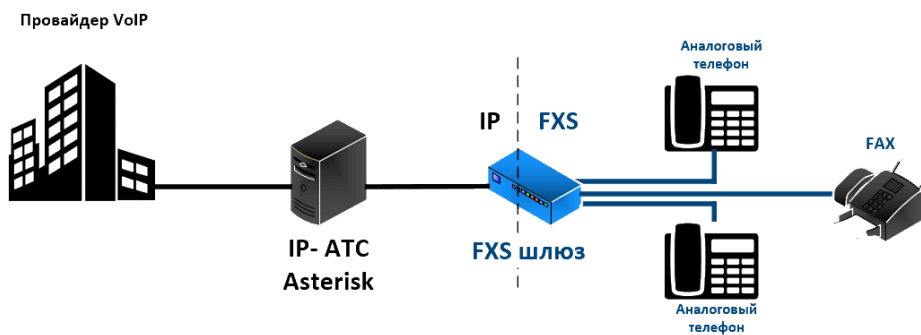 Провайдер VoIP
Аналоговый
телефон
IP
FXS
FAX
IP- АТС
Asterisk
FXS шлюз
Аналоговый
телефон